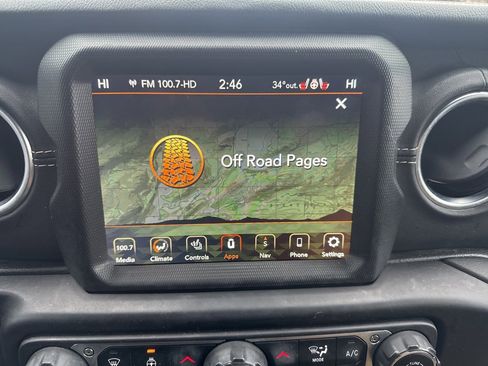 HI FM 100.7-HD 2:46 34°out. HI
X
Off Road Pages
100.7
Media Climate Controls Apps Nav Phone Settings
MODE A/C
TUNE